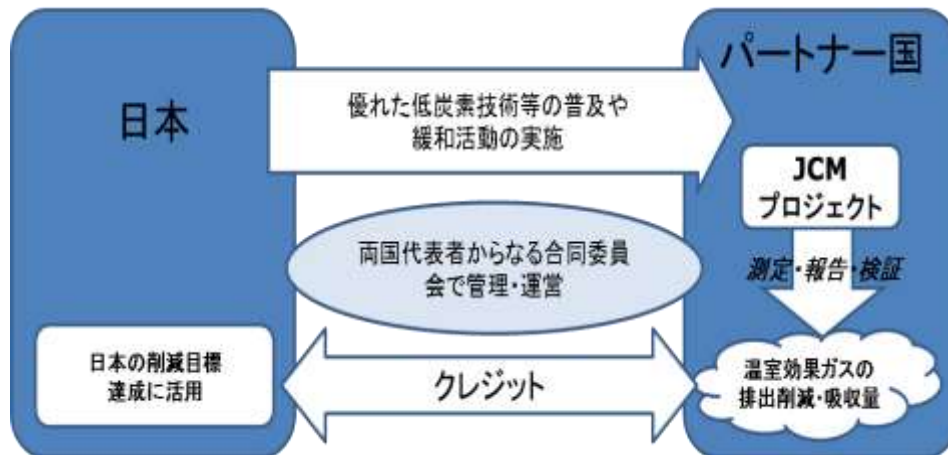 日本
優れた低炭素技術等の普及や
緩和活動の実施
パートナー国
JCM
プロジェクト
両国代表者からなる合同委員
会で管理・運営
測定・報告・検証
日本の削減目標
達成に活用
クレジット
温室効果ガスの
排出削減・吸収量